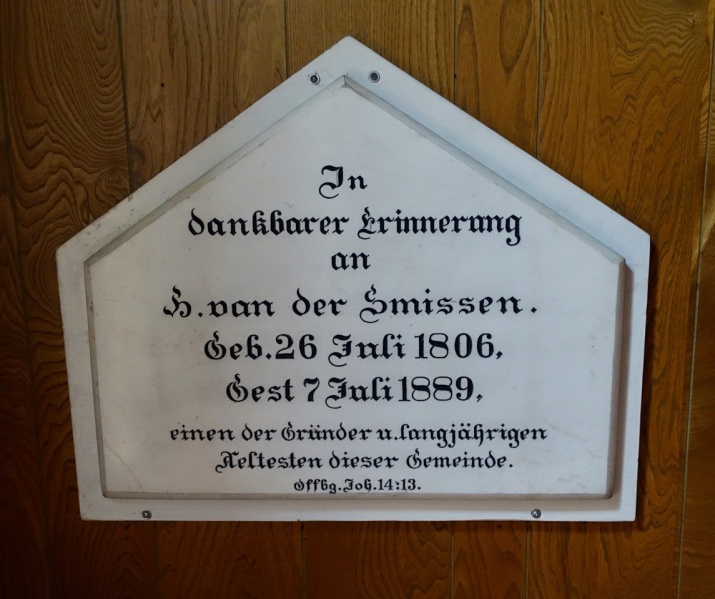 In
dankbarer Erinnerung
an
H. van der Smissen.
Geb. 26 Juli 1806,
Gest 7 Juli 1889,
einen der Gründer u. langjährigen
Aeltesten dieser Gemeinde.
Offbg. Joh. 14:13.